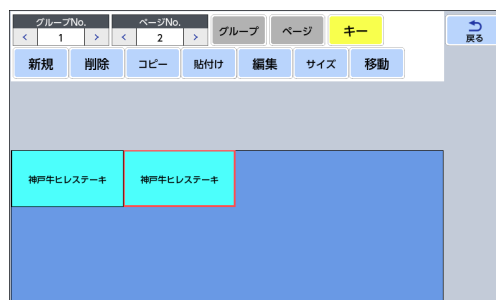 グループNo.
< 1 >
ページNo.
< 2 >
グループ
ページ
キー
戻る
新規
削除
コピー
貼付け
編集
サイズ
移動
神戸牛ヒレステーキ
神戸牛ヒレステーキ